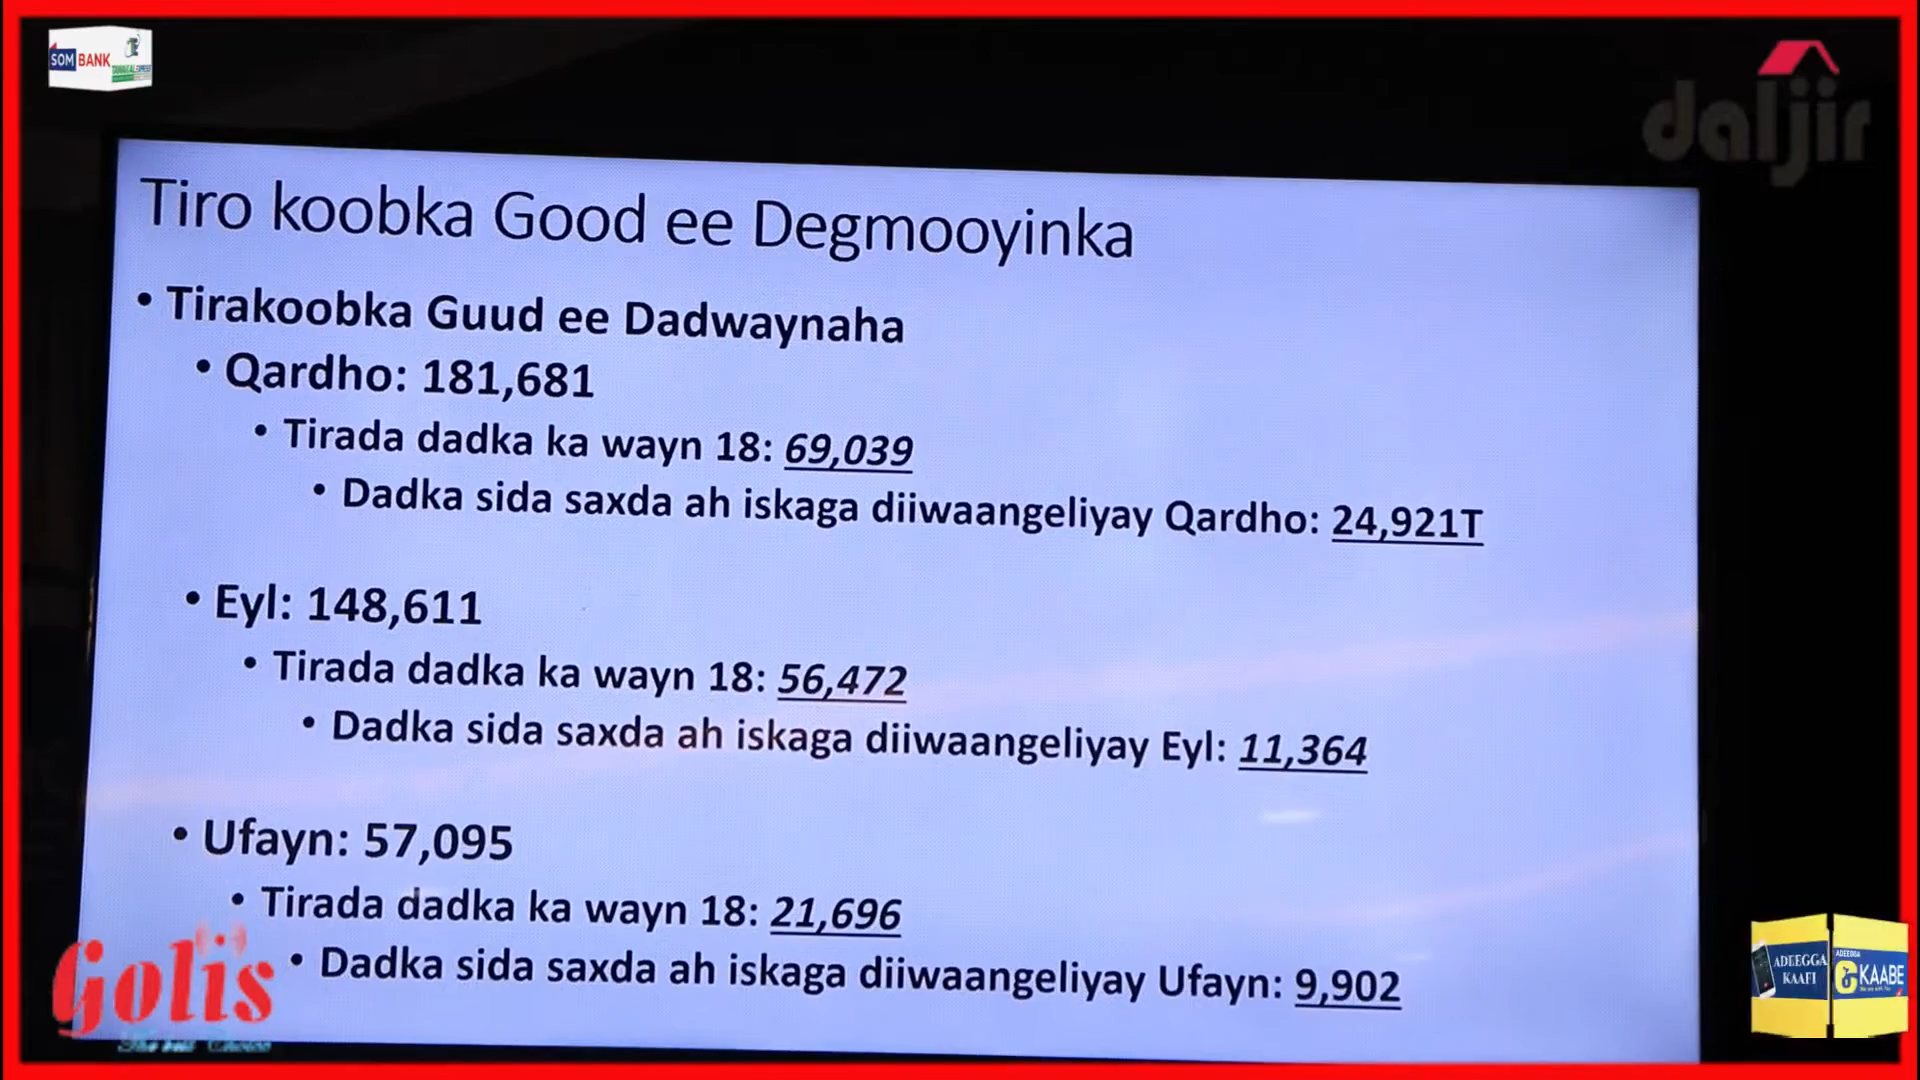 SOM BANK
daljir
Tiro koobka Good ee Degmooyinka
• Tirakoobka Guud ee Dadwaynaha
• Qardho: 181,681
• Tirada dadka ka wayn 18: 69,039
• Dadka sida saxda ah iskaga diiwaangeliyay Qardho: 24,921T
• Eyl: 148,611
• Tirada dadka ka wayn 18: 56,472
• Dadka sida saxda ah iskaga diiwaangeliyay Eyl: 11,364
• Ufayn: 57,095
• Tirada dadka ka wayn 18: 21,696
• Dadka sida saxda ah iskaga diiwaangeliyay Ufayn: 9,902
Golis
ADEEGGA
KAAFI
ADEEGGA
KAABE